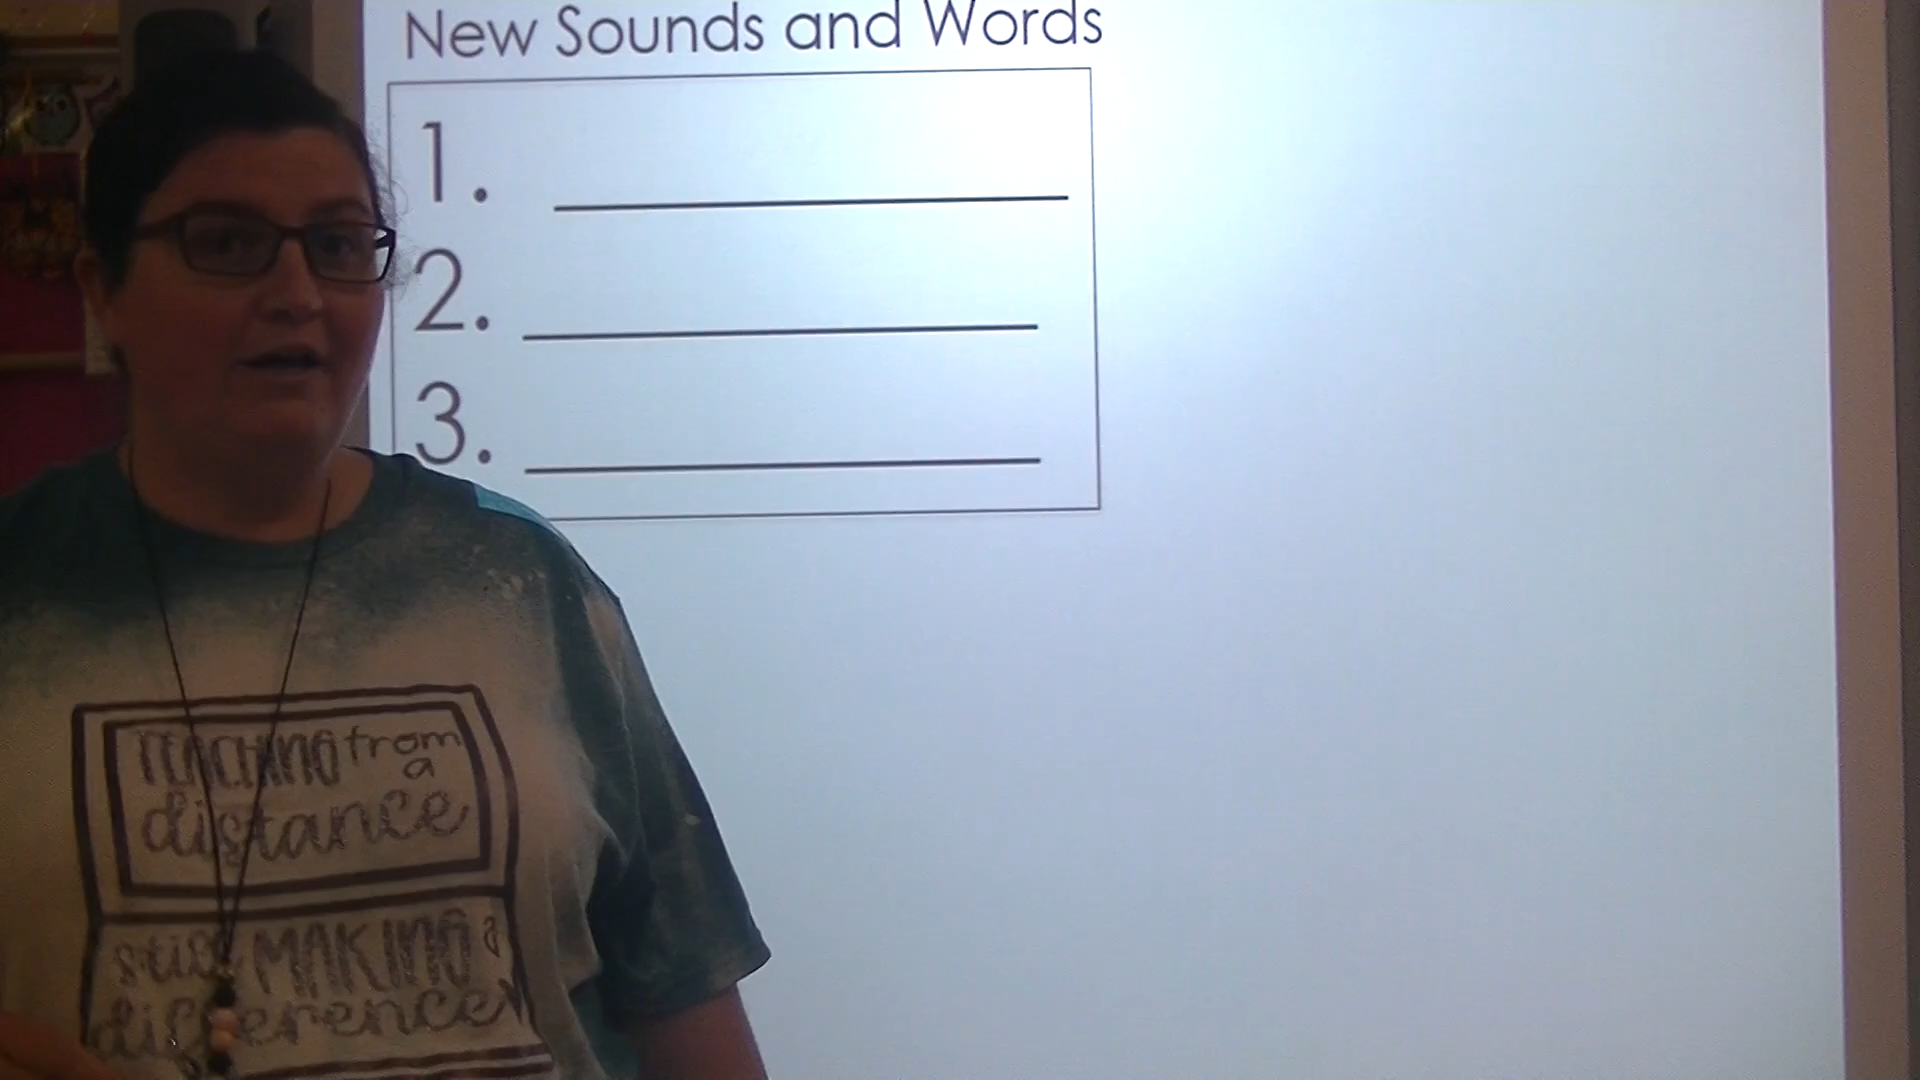 New Sounds and Words
1.
2.
3.
TEACHING from
a
distance
still MAKING a
difference